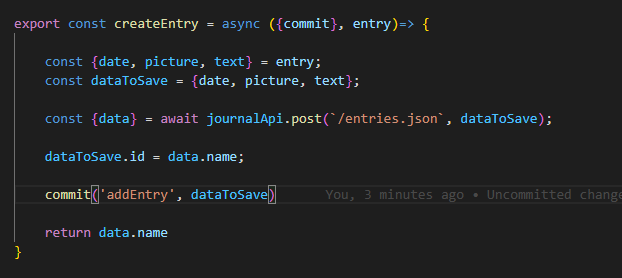 export const createEntry = async ({commit}, entry)=> {
const {date, picture, text} = entry;
const dataToSave = {date, picture, text};
const {data} = await journalApi.post(`/entries.json`, dataToSave);
dataToSave.id = data.name;
commit('addEntry', dataToSave) You, 3 minutes ago • Uncommitted change
return data.name
}